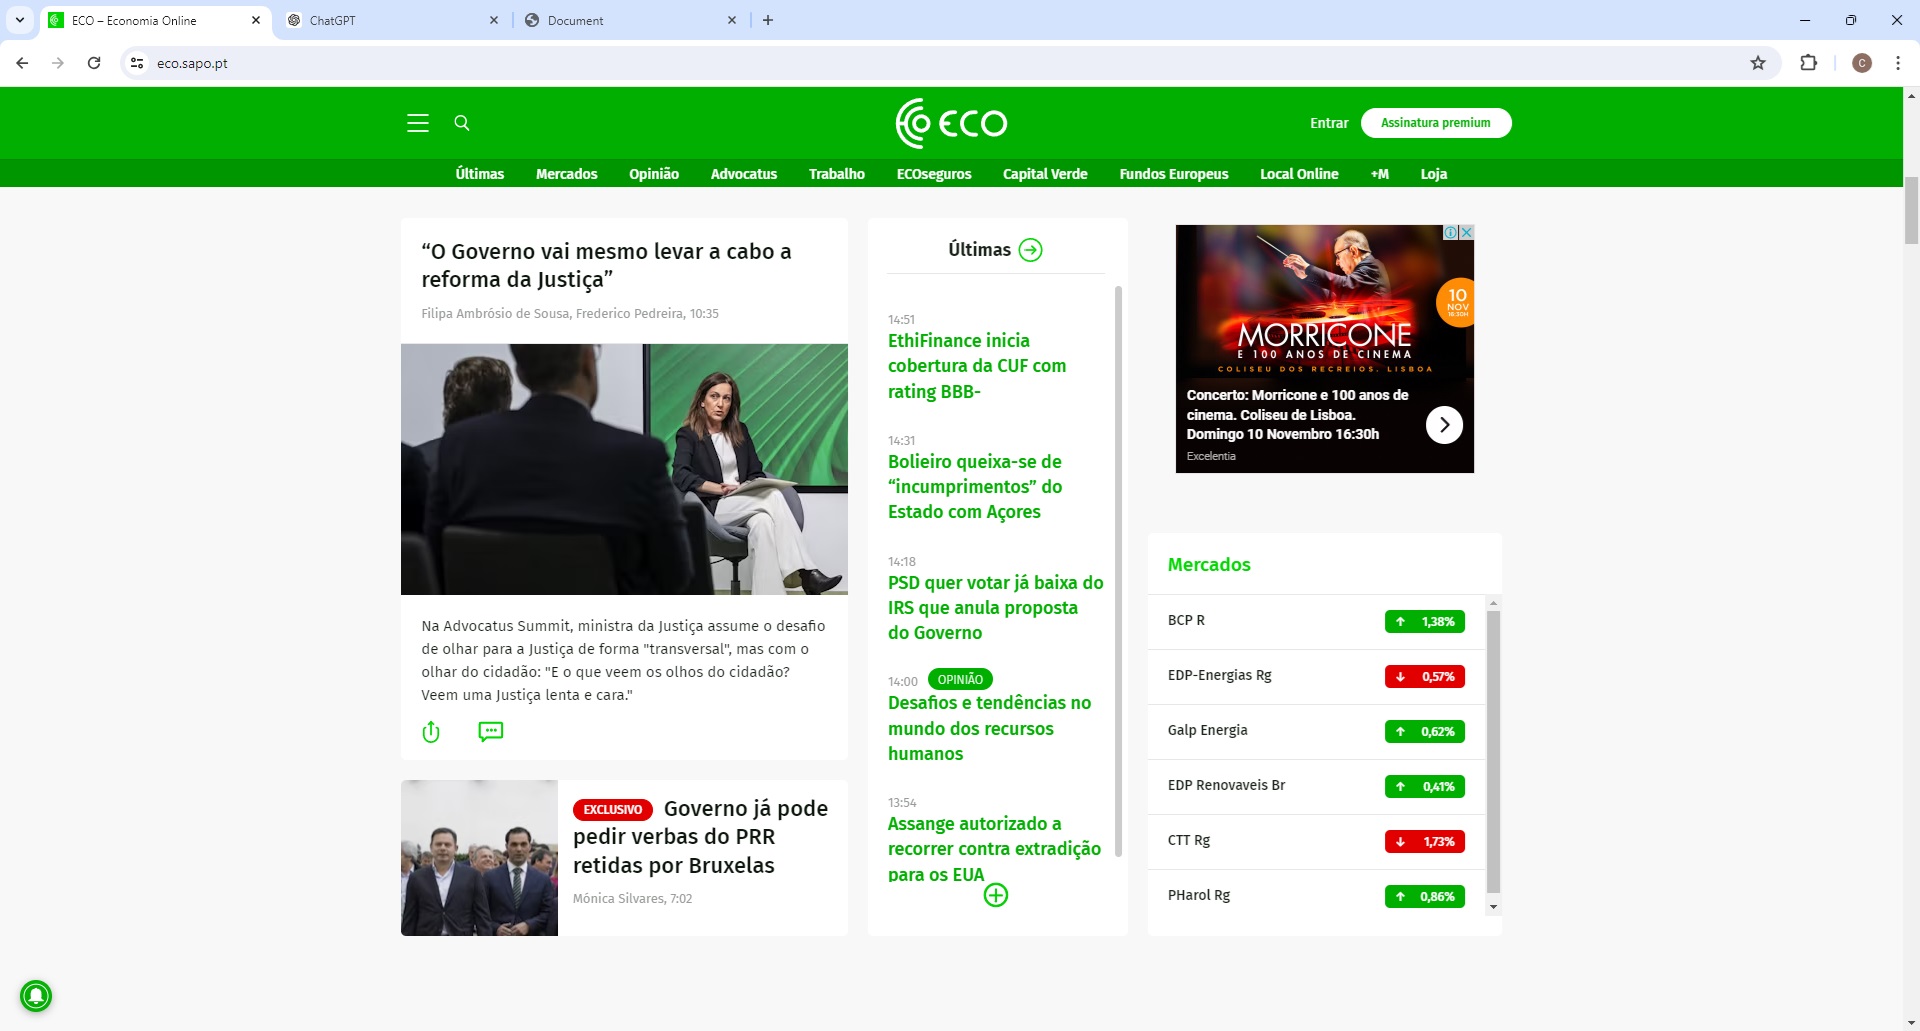 ECO – Economia Online
ChatGPT
Document
eco.sapo.pt
C
ECO
Entrar
Assinatura premium
Últimas
Mercados
Opinião
Advocatus
Trabalho
ECOseguros
Capital Verde
Fundos Europeus
Local Online
+M
Loja
“O Governo vai mesmo levar a cabo a
reforma da Justiça”
Filipa Ambrósio de Sousa, Frederico Pedreira, 10:35
Na Advocatus Summit, ministra da Justiça assume o desafio
de olhar para a Justiça de forma "transversal", mas com o
olhar do cidadão: "E o que veem os olhos do cidadão?
Veem uma Justiça lenta e cara."
EXCLUSIVO Governo já pode
pedir verbas do PRR
retidas por Bruxelas
Mónica Silvares, 7:02
Últimas
14:51
EthiFinance inicia
cobertura da CUF com
rating BBB-
14:31
Bolieiro queixa-se de
“incumprimentos” do
Estado com Açores
14:18
PSD quer votar já baixa do
IRS que anula proposta
do Governo
14:00 OPINIÃO
Desafios e tendências no
mundo dos recursos
humanos
13:54
Assange autorizado a
recorrer contra extradição
para os EUA
10
NOV
16:30H
MORRICONE
E 100 ANOS DE CINEMA
COLISEU DOS RECREIOS. LISBOA
Concerto: Morricone e 100 anos de
cinema. Coliseu de Lisboa.
Domingo 10 Novembro 16:30h
Excelentia
Mercados
BCP R 1,38%
EDP-Energias Rg 0,57%
Galp Energia 0,62%
EDP Renovaveis Br 0,41%
CTT Rg 1,73%
PHarol Rg 0,86%